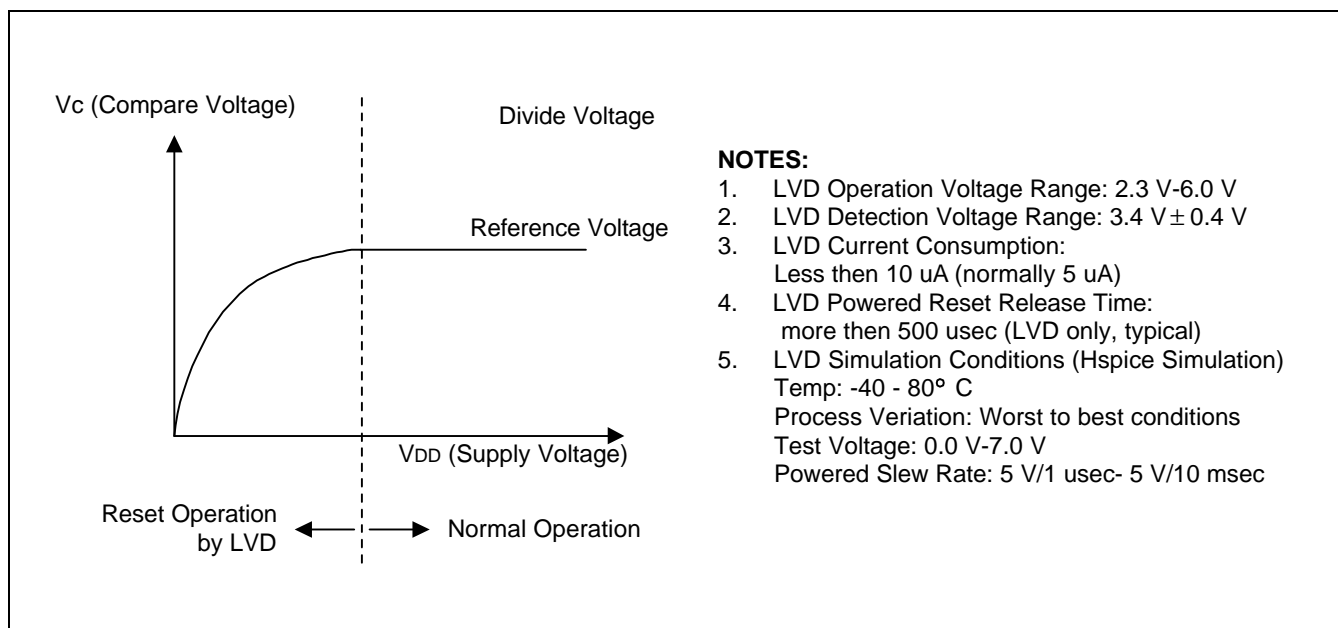 Vc (Compare Voltage)
Divide Voltage
Reference Voltage
VDD (Supply Voltage)
Reset Operation
by LVD
Normal Operation
NOTES:
1. LVD Operation Voltage Range: 2.3 V-6.0 V
2. LVD Detection Voltage Range: 3.4 V ± 0.4 V
3. LVD Current Consumption:
Less then 10 uA (normally 5 uA)
4. LVD Powered Reset Release Time:
more then 500 usec (LVD only, typical)
5. LVD Simulation Conditions (Hspice Simulation)
Temp: -40 - 80° C
Process Veriation: Worst to best conditions
Test Voltage: 0.0 V-7.0 V
Powered Slew Rate: 5 V/1 usec- 5 V/10 msec